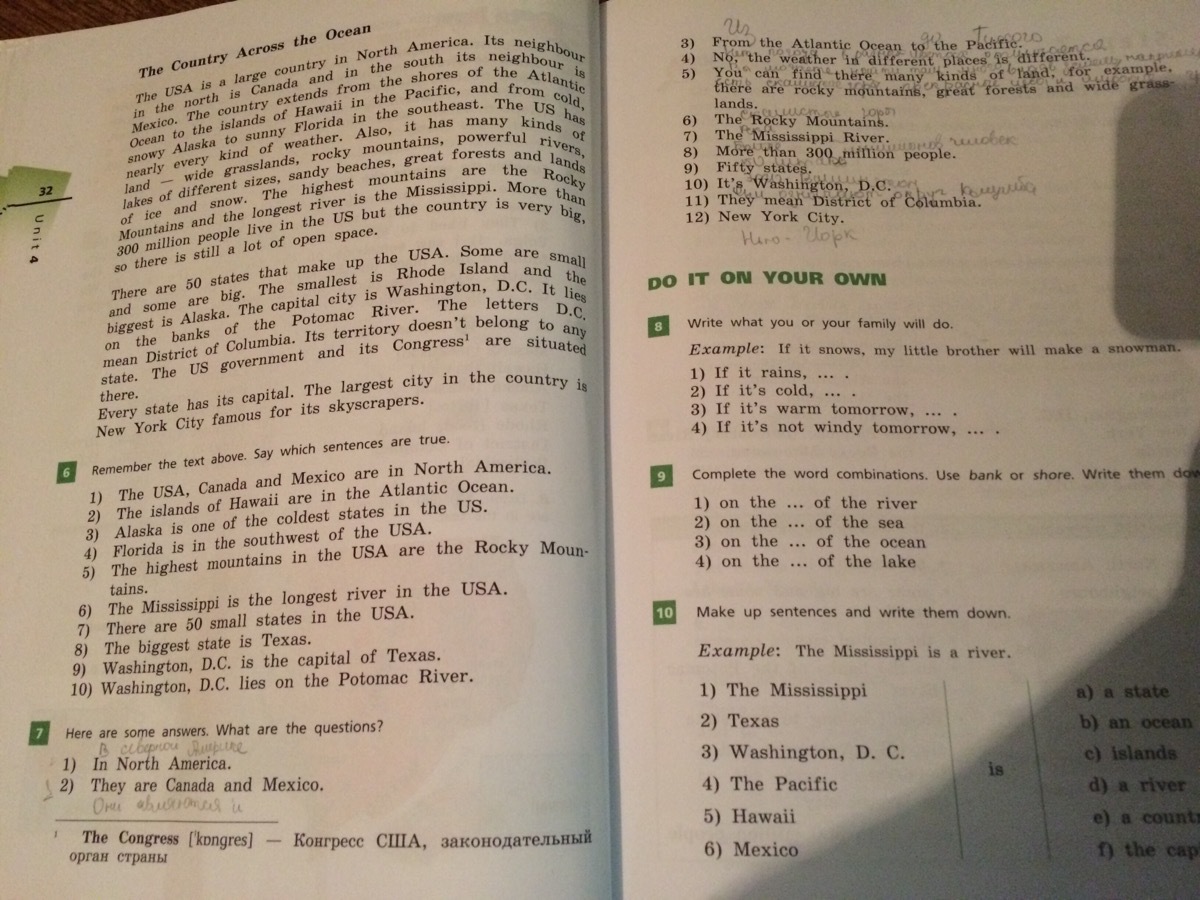 The Country Across the Ocean
The USA is a large country in North America. Its neighbour
in the north is Canada and in the south its neighbour is
Mexico. The country extends from the shores of the Atlantic
Ocean to the islands of Hawaii in the Pacific, and from cold,
snowy Alaska to sunny Florida in the southeast. The US has
nearly every kind of weather. Also, it has many kinds of
land — wide grasslands, rocky mountains, powerful rivers,
lakes of different sizes, sandy beaches, great forests and lands
of ice and snow. The highest mountains are the Rocky
Mountains and the longest river is the Mississippi. More than
300 million people live in the US but the country is very big,
so there is still a lot of open space.
There are 50 states that make up the USA. Some are small
and some are big. The smallest is Rhode Island and the
biggest is Alaska. The capital city is Washington, D.C. It lies
on the banks of the Potomac River. The letters D.C.
mean District of Columbia. Its territory doesn't belong to any
state. The US government and its Congress¹ are situated
there.
Every state has its capital. The largest city in the country is
New York City famous for its skyscrapers.
32
Unit 4
6 Remember the text above. Say which sentences are true.
1) The USA, Canada and Mexico are in North America.
2) The islands of Hawaii are in the Atlantic Ocean.
3) Alaska is one of the coldest states in the US.
4) Florida is in the southwest of the USA.
5) The highest mountains in the USA are the Rocky Moun-
tains.
6) The Mississippi is the longest river in the USA.
7) There are 50 small states in the USA.
8) The biggest state is Texas.
9) Washington, D.C. is the capital of Texas.
10) Washington, D.C. lies on the Potomac River.
7 Here are some answers. What are the questions?
В северной Америке
1) In North America.
2) They are Canada and Mexico.
Они являются и
¹ The Congress [ˈkɒŋgres] — Конгресс США, законодательный
орган страны
Из до Тихого
3) From the Atlantic Ocean to the Pacific.
4) No, the weather in different places is different.
5) You can find there many kinds of land, for example,
there are rocky mountains, great forests and wide grass-
lands.
6) The Rocky Mountains.
7) The Mississippi River.
8) More than 300 million people.
человек
9) Fifty states.
10) It's Washington, D.C.
11) They mean District of Columbia.
округ Колумбия
12) New York City.
Нью-Йорк
DO IT ON YOUR OWN
8 Write what you or your family will do.
Example: If it snows, my little brother will make a snowman.
1) If it rains, ... .
2) If it's cold, ... .
3) If it's warm tomorrow, ... .
4) If it's not windy tomorrow, ... .
9 Complete the word combinations. Use bank or shore. Write them dow
1) on the ... of the river
2) on the ... of the sea
3) on the ... of the ocean
4) on the ... of the lake
10 Make up sentences and write them down.
Example: The Mississippi is a river.
1) The Mississippi
2) Texas
3) Washington, D. C.
4) The Pacific
5) Hawaii
6) Mexico
is
a) a state
b) an ocean
c) islands
d) a river
e) a countr
f) the cap